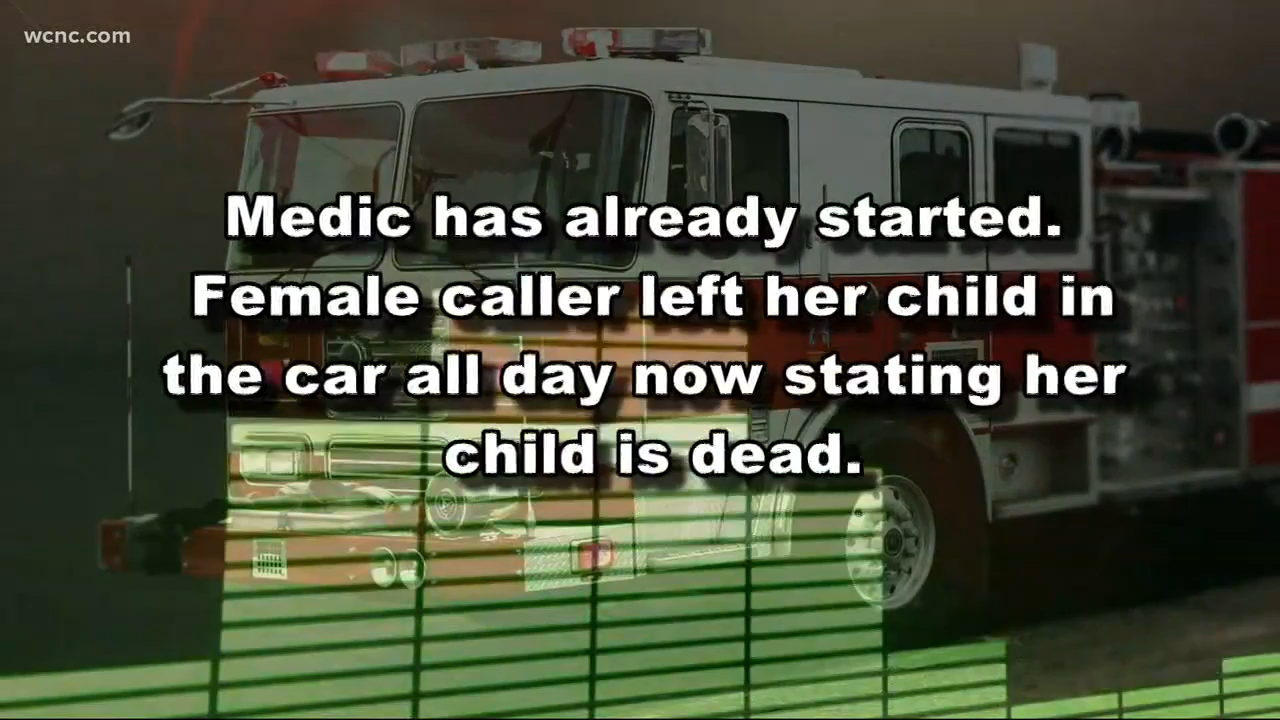 wcnc.com
Medic has already started.
Female caller left her child in
the car all day now stating her
child is dead.